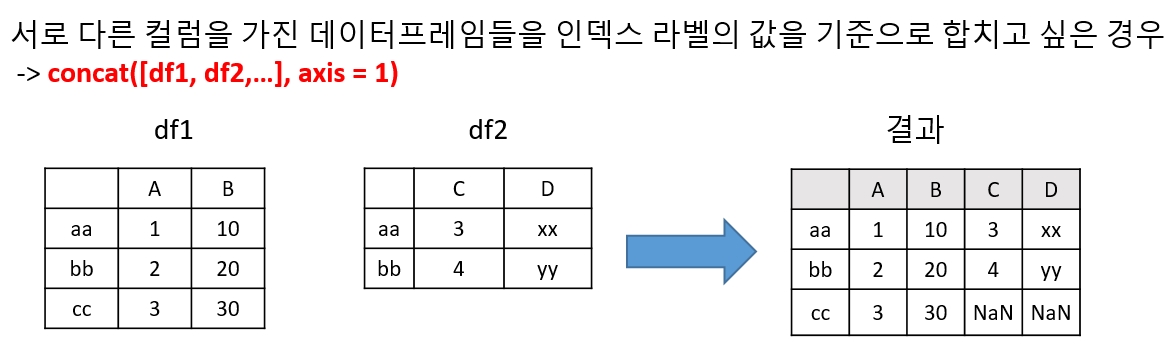 서로 다른 컬럼을 가진 데이터프레임들을 인덱스 라벨의 값을 기준으로 합치고 싶은 경우
-> concat([df1, df2,...], axis = 1)
df1
A B
aa 1 10
bb 2 20
cc 3 30
df2
C D
aa 3 xx
bb 4 yy
결과
A B C D
aa 1 10 3 xx
bb 2 20 4 yy
cc 3 30 NaN NaN